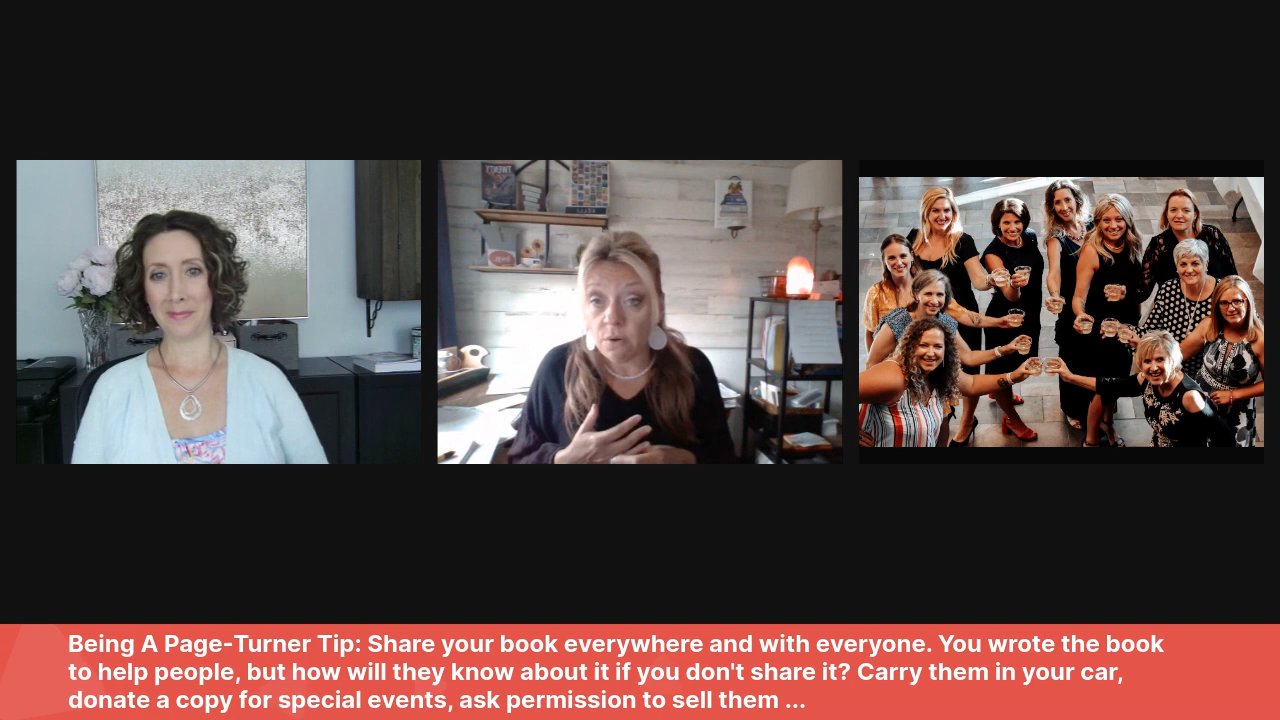 Being A Page-Turner Tip: Share your book everywhere and with everyone. You wrote the book
to help people, but how will they know about it if you don't share it? Carry them in your car,
donate a copy for special events, ask permission to sell them ...